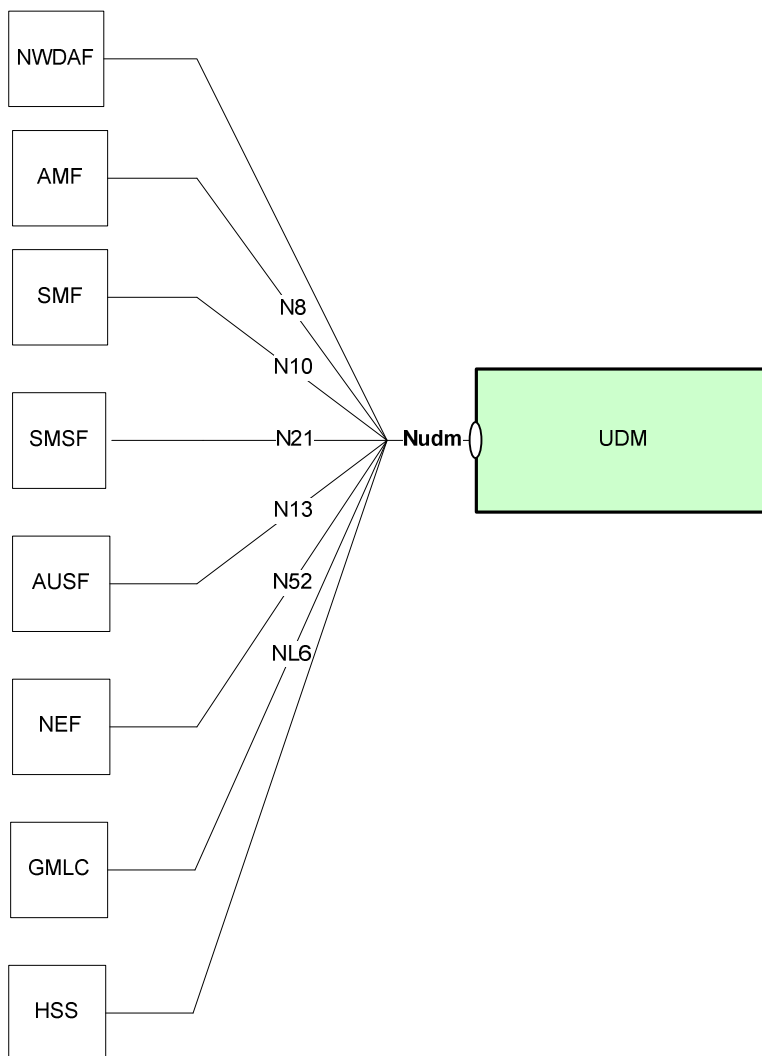 NWDAF
AMF
SMF
N8
N10
SMSF
N21
Nudm
UDM
N13
AUSF
N52
NL6
NEF
GMLC
HSS